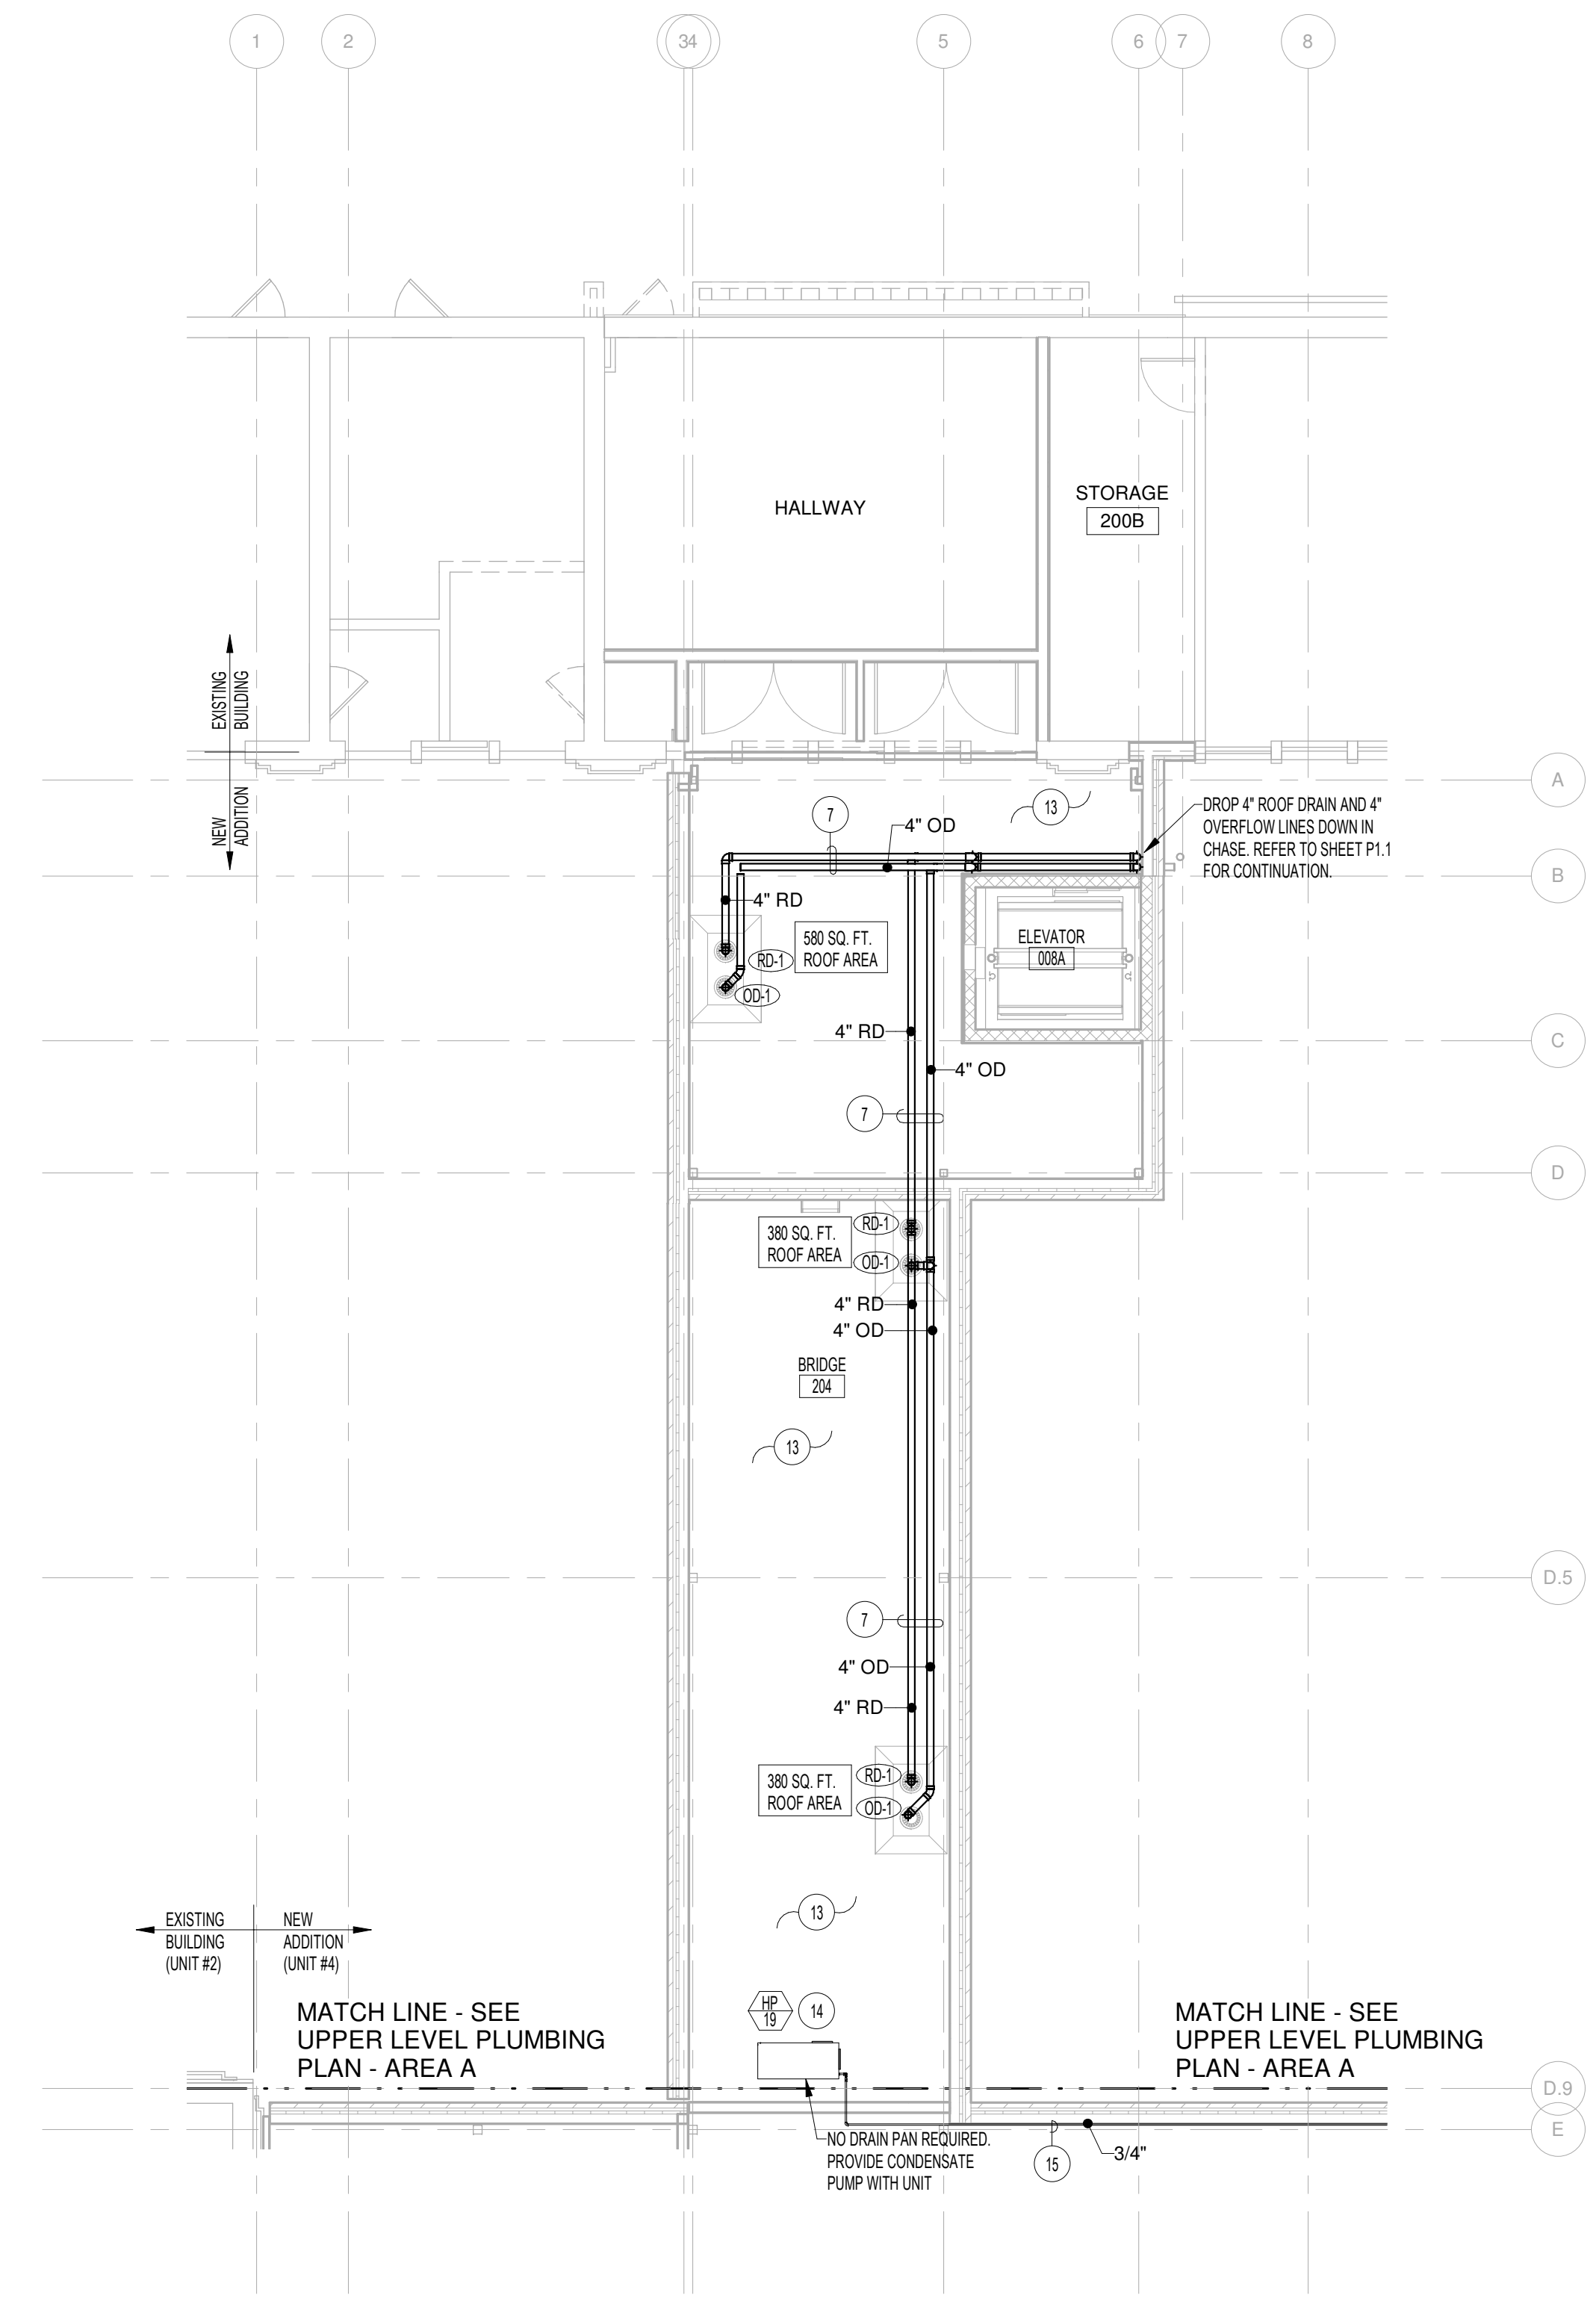 1
2
34
5
6
7
8
HALLWAY
STORAGE
200B
EXISTING
BUILDING
NEW
ADDITION
A
13
DROP 4" ROOF DRAIN AND 4"
OVERFLOW LINES DOWN IN
CHASE. REFER TO SHEET P1.1
FOR CONTINUATION.
7
4" OD
B
4" RD
580 SQ. FT.
ROOF AREA
RD-1
OD-1
ELEVATOR
008A
4" RD
C
4" OD
7
D
380 SQ. FT.
ROOF AREA
RD-1
OD-1
4" RD
4" OD
BRIDGE
204
13
D.5
7
4" OD
4" RD
380 SQ. FT.
ROOF AREA
RD-1
OD-1
13
EXISTING
BUILDING
(UNIT #2)
NEW
ADDITION
(UNIT #4)
MATCH LINE - SEE
UPPER LEVEL PLUMBING
PLAN - AREA A
HP
19
14
MATCH LINE - SEE
UPPER LEVEL PLUMBING
PLAN - AREA A
D.9
E
NO DRAIN PAN REQUIRED.
PROVIDE CONDENSATE
PUMP WITH UNIT
15
3/4"